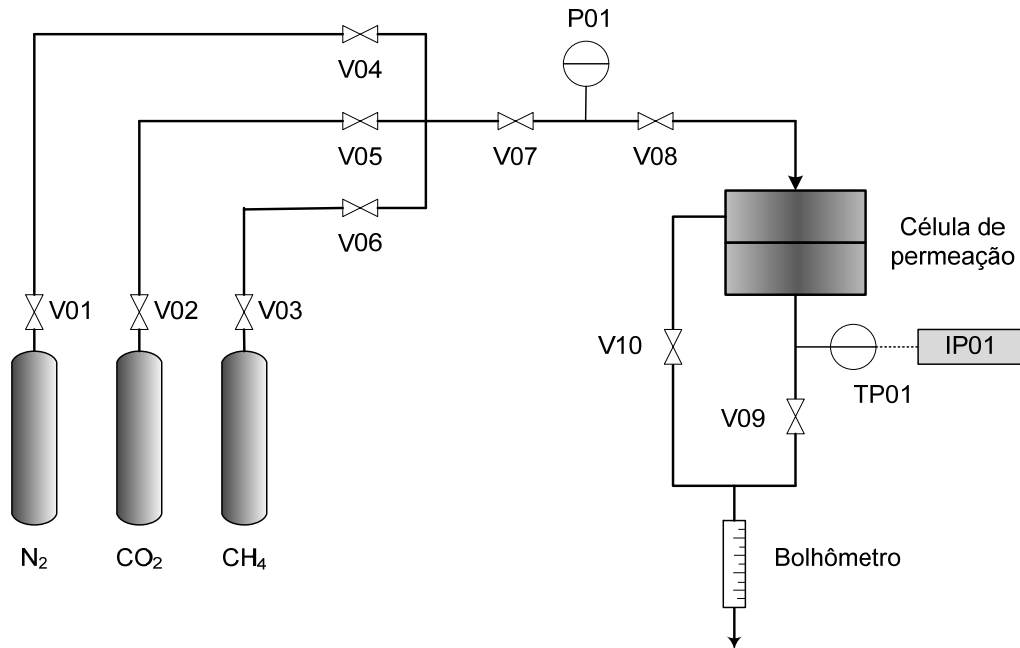 P01
V04
V05
V07
V08
V06
Célula de
permeação
V01
V02
V03
V10
IP01
TP01
V09
N₂
CO₂
CH₄
Bolhômetro